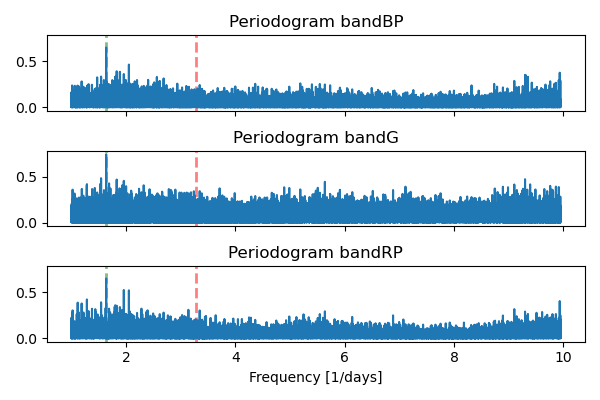 Periodogram bandBP
0.5
0.0
Periodogram bandG
0.5
0.0
Periodogram bandRP
0.5
0.0
2 4 6 8 10
Frequency [1/days]